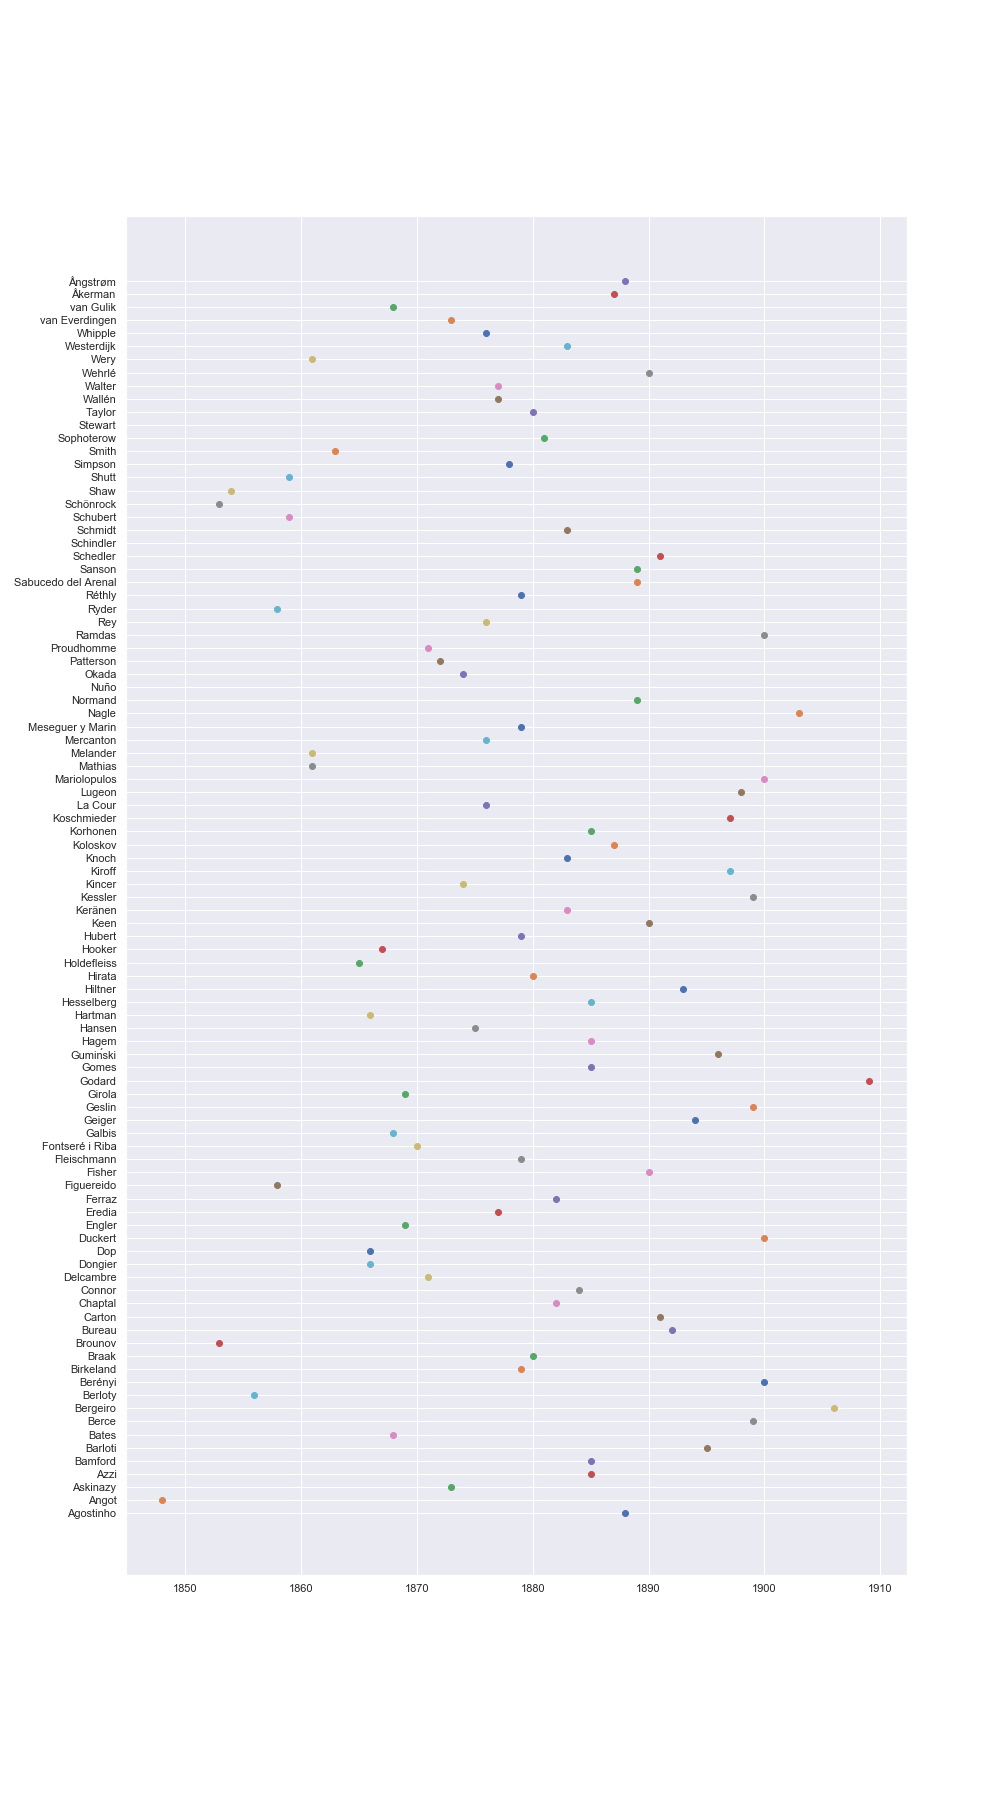 Ångstrøm
Åkerman
van Gulik
van Everdingen
Whipple
Westerdijk
Wery
Wehrlé
Walter
Wallén
Taylor
Stewart
Sophoterow
Smith
Simpson
Shutt
Shaw
Schönrock
Schubert
Schmidt
Schindler
Schedler
Sanson
Sabucedo del Arenal
Réthly
Ryder
Rey
Ramdas
Proudhomme
Patterson
Okada
Nuño
Normand
Nagle
Meseguer y Marin
Mercanton
Melander
Mathias
Mariolopulos
Lugeon
La Cour
Koschmieder
Korhonen
Koloskov
Knoch
Kiroff
Kincer
Kessler
Keränen
Keen
Hubert
Hooker
Holdefleiss
Hirata
Hiltner
Hesselberg
Hartman
Hansen
Hagem
Gumiński
Gomes
Godard
Girola
Geslin
Geiger
Galbis
Fontseré i Riba
Fleischmann
Fisher
Figuereido
Ferraz
Eredia
Engler
Duckert
Dop
Dongier
Delcambre
Connor
Chaptal
Carton
Bureau
Brounov
Braak
Birkeland
Berényi
Berloty
Bergeiro
Berce
Bates
Barloti
Bamford
Azzi
Askinazy
Angot
Agostinho
1850 1860 1870 1880 1890 1900 1910